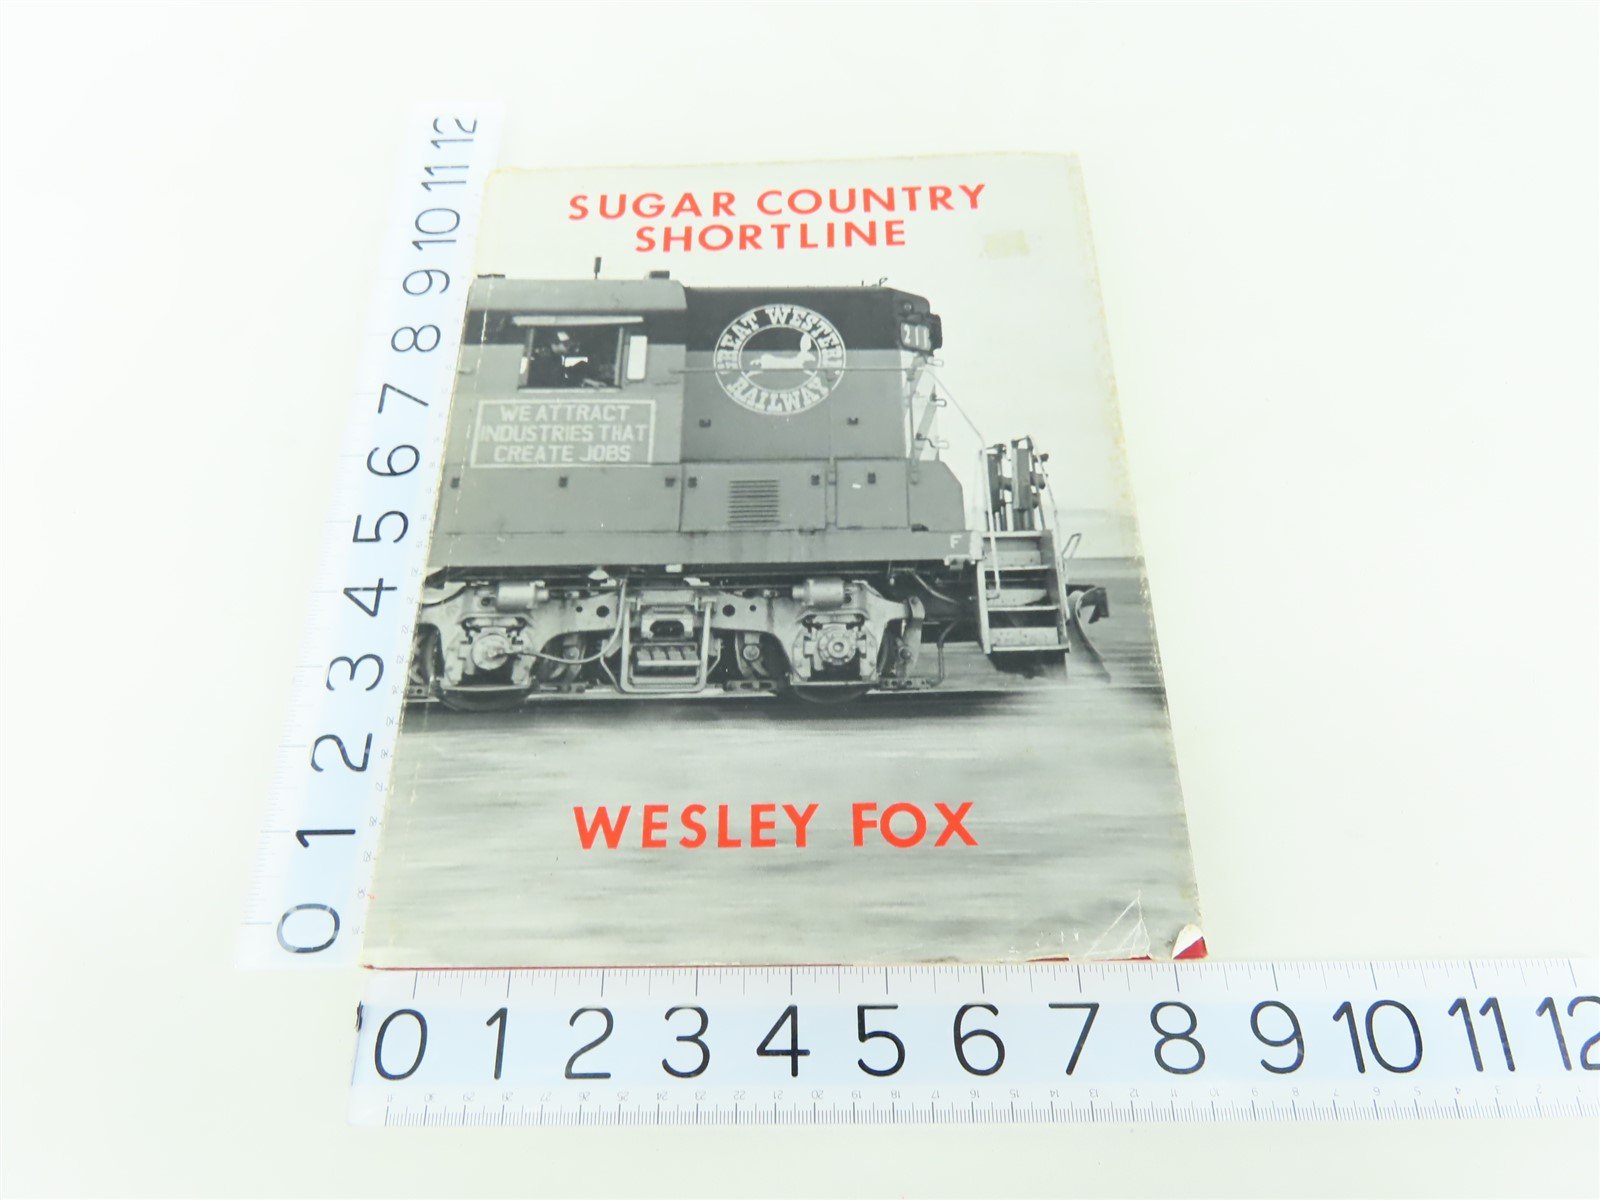 SUGAR COUNTRY
SHORTLINE
GREAT WESTERN
RAILWAY
211
WE ATTRACT
INDUSTRIES THAT
CREATE JOBS
F
WESLEY FOX
0 1 2 3 4 5 6 7 8 9 10 11 12
0 1 2 3 4 5 6 7 8 9 10 11 12